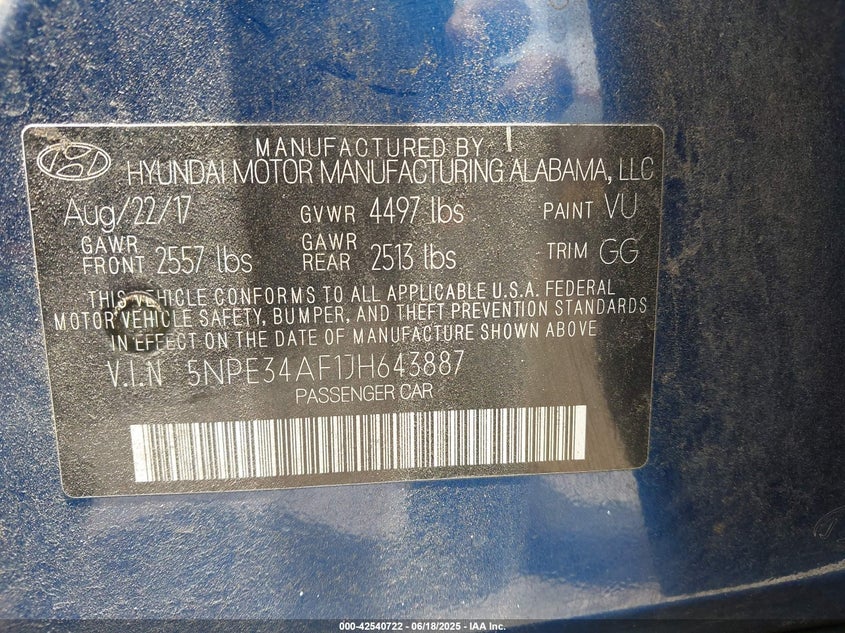 MANUFACTURED BY
HYUNDAI MOTOR MANUFACTURING ALABAMA, LLC
Aug/22/17 GVWR 4497 lbs PAINT VU
GAWR FRONT 2557 lbs GAWR REAR 2513 lbs TRIM GG
THIS VEHICLE CONFORMS TO ALL APPLICABLE U.S.A. FEDERAL
MOTOR VEHICLE SAFETY, BUMPER, AND THEFT PREVENTION STANDARDS
IN EFFECT ON THE DATE OF MANUFACTURE SHOWN ABOVE
V.I.N 5NPE34AF1JH643887
PASSENGER CAR
000-42540722 - 06/18/2025 - IAA Inc.